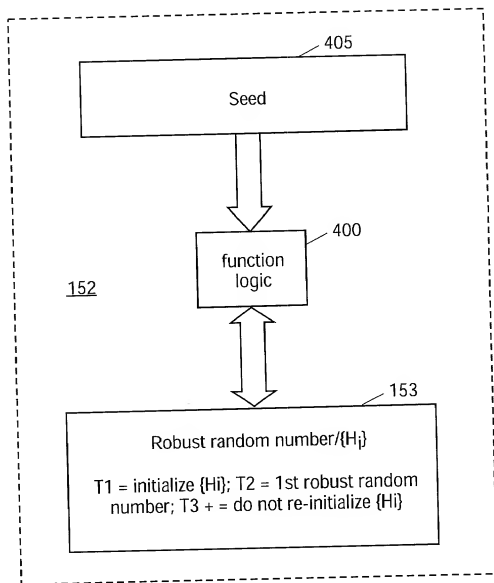 405
Seed
400
function
logic
152
153
Robust random number/{Hi}
T1 = initialize {Hi}; T2 = 1st robust random
number; T3 + = do not re-initialize {Hi}